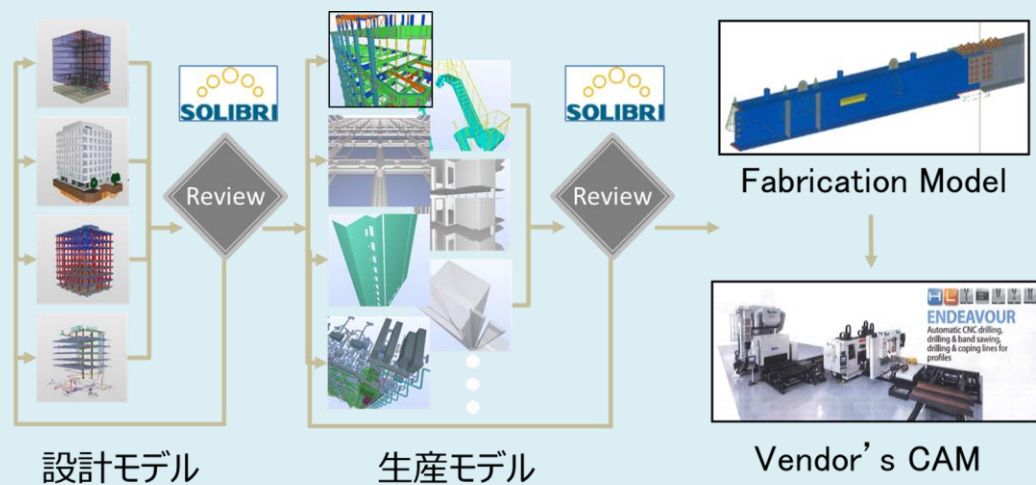 SOLIBRI
Review
設計モデル
SOLIBRI
Review
生産モデル
Fabrication Model
HL
ENDEAVOUR
Automatic CNC drilling,
drilling & band sawing,
drilling & coping lines for
profiles
Vendor's CAM